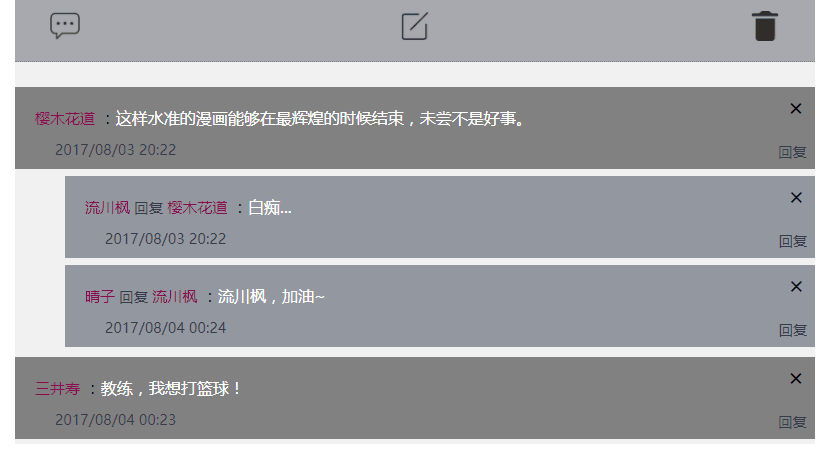 樱木花道 ：这样水准的漫画能够在最辉煌的时候结束，未尝不是好事。
2017/08/03 20:22 回复
流川枫 回复 樱木花道 ：白痴...
2017/08/03 20:22 回复
晴子 回复 流川枫 ：流川枫，加油~
2017/08/04 00:24 回复
三井寿 ：教练，我想打篮球！
2017/08/04 00:23 回复